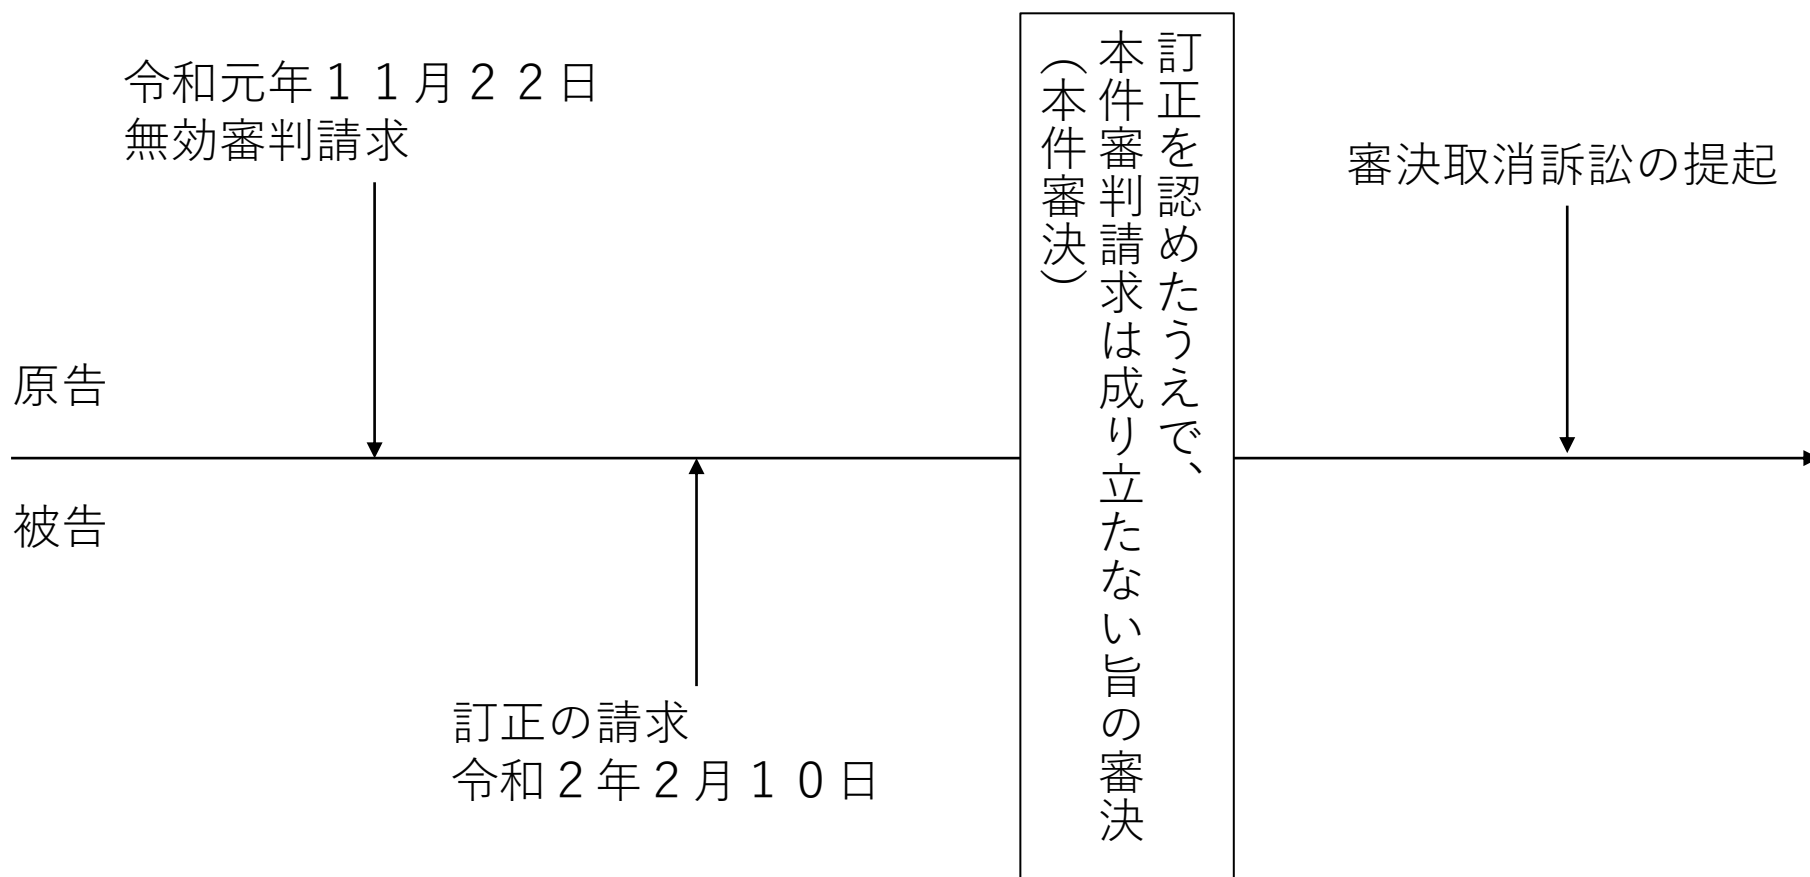 令和元年１１月２２日
無効審判請求
訂正を認めたうえで、
本件審判請求は成り立たない旨の審決
（本件審決）
審決取消訴訟の提起
原告
被告
訂正の請求
令和２年２月１０日